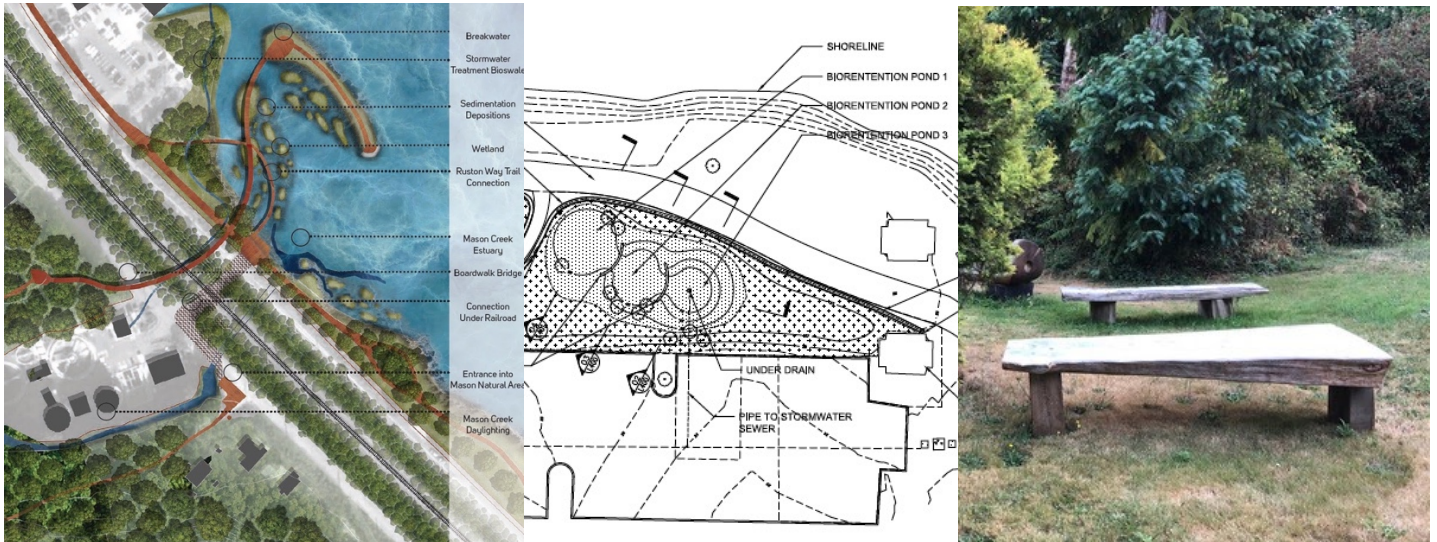 Breakwater
Stormwater
Treatment Bioswale
Sedimentation
Depositions
Wetland
Ruston Way Trail
Connection
Mason Creek
Estuary
Boardwalk Bridge
Connection
Under Railroad
Entrance into
Mason Natural Area
Mason Creek
Daylighting
SHORELINE
BIORENTENTION POND 1
BIORENTENTION POND 2
BIORENTENTION POND 3
UNDER DRAIN
PIPE TO STORMWATER
SEWER